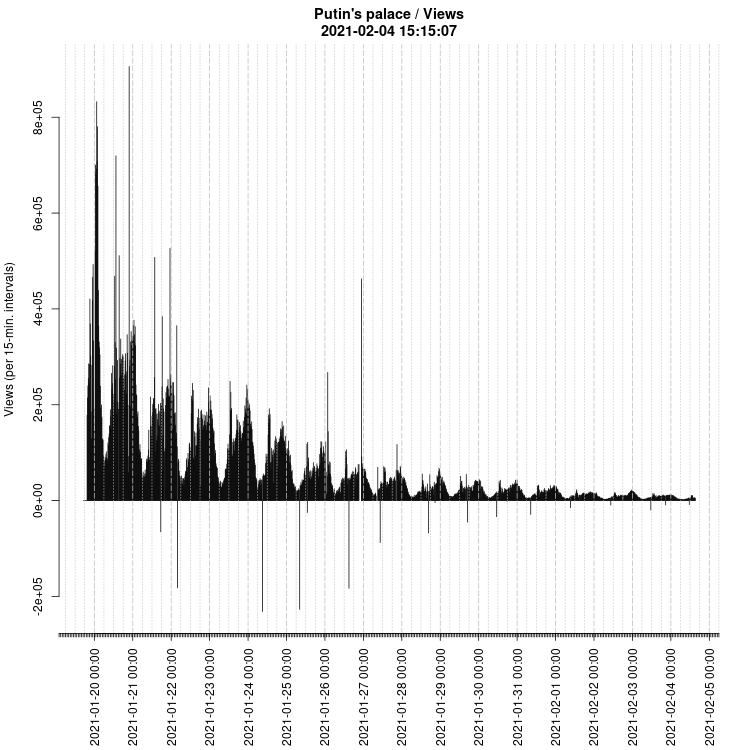 Putin's palace / Views
2021-02-04 15:15:07
Views (per 15-min. intervals)
8e+05
6e+05
4e+05
2e+05
0e+00
-2e+05
2021-01-20 00:00
2021-01-21 00:00
2021-01-22 00:00
2021-01-23 00:00
2021-01-24 00:00
2021-01-25 00:00
2021-01-26 00:00
2021-01-27 00:00
2021-01-28 00:00
2021-01-29 00:00
2021-01-30 00:00
2021-01-31 00:00
2021-02-01 00:00
2021-02-02 00:00
2021-02-03 00:00
2021-02-04 00:00
2021-02-05 00:00